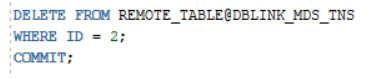 DELETE FROM REMOTE_TABLE@DBLINK_MDS_TNS
WHERE ID = 2;
COMMIT;